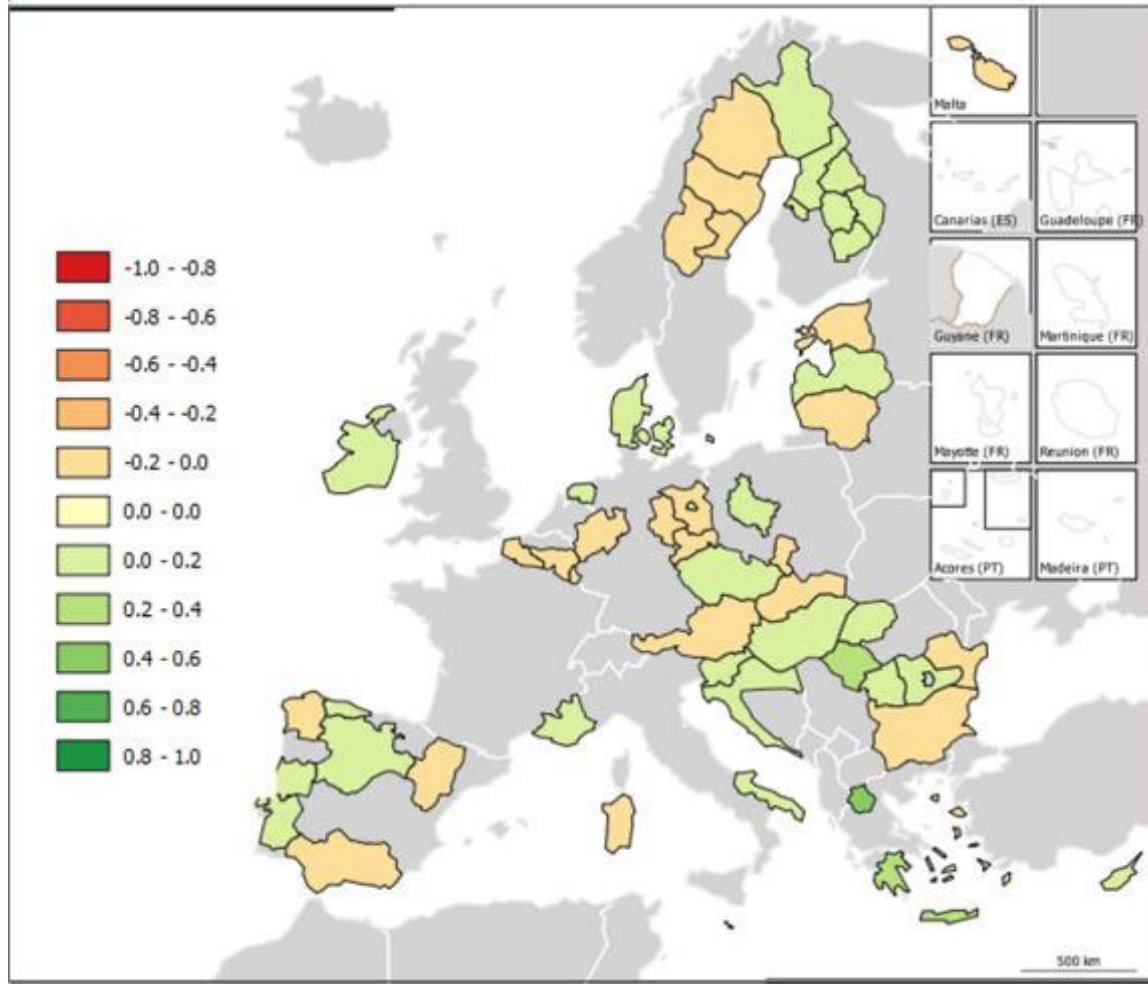 -1.0 - -0.8
-0.8 - -0.6
-0.6 - -0.4
-0.4 - -0.2
-0.2 - 0.0
0.0 - 0.0
0.0 - 0.2
0.2 - 0.4
0.4 - 0.6
0.6 - 0.8
0.8 - 1.0
Malta
Canarias (ES)
Guadeloupe (FR)
Guyane (FR)
Martinique (FR)
Mayotte (FR)
Reunion (FR)
Acores (PT)
Madeira (PT)
500 km